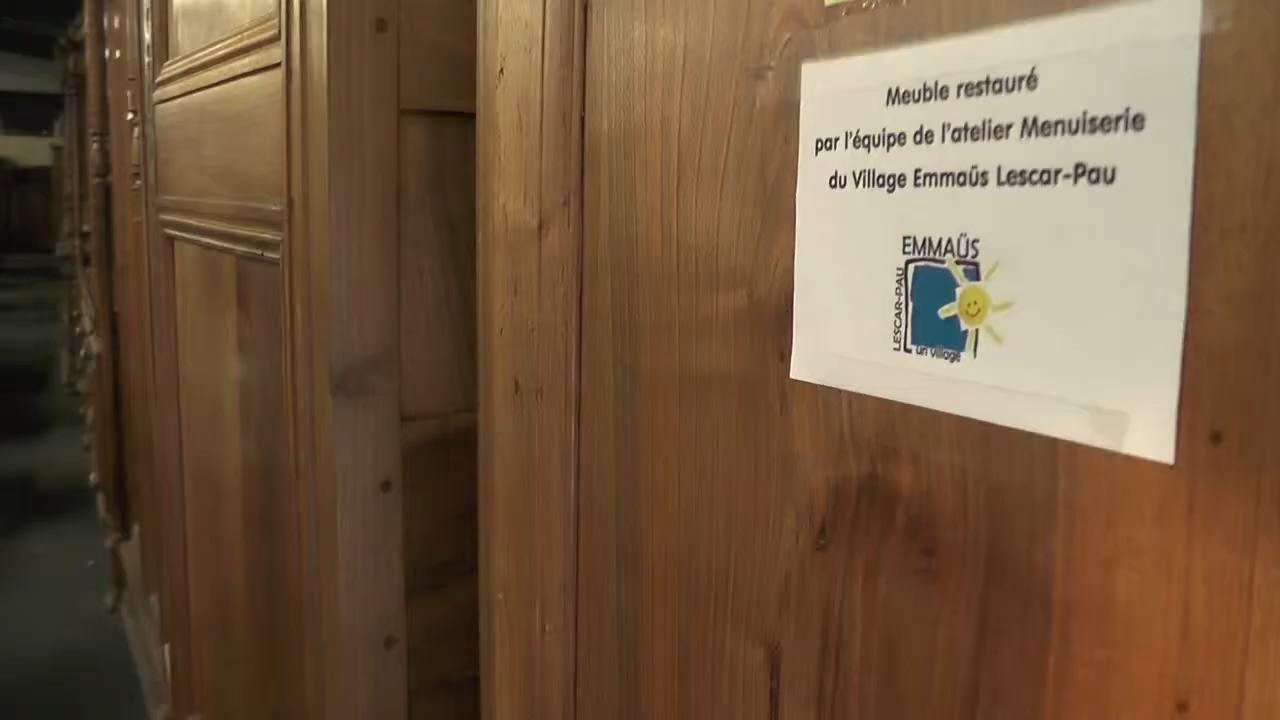 Meuble restauré
par l'équipe de l'atelier Menuiserie
du Village Emmaüs Lescar-Pau
EMMAÜS
LESCAR-PAU
un village